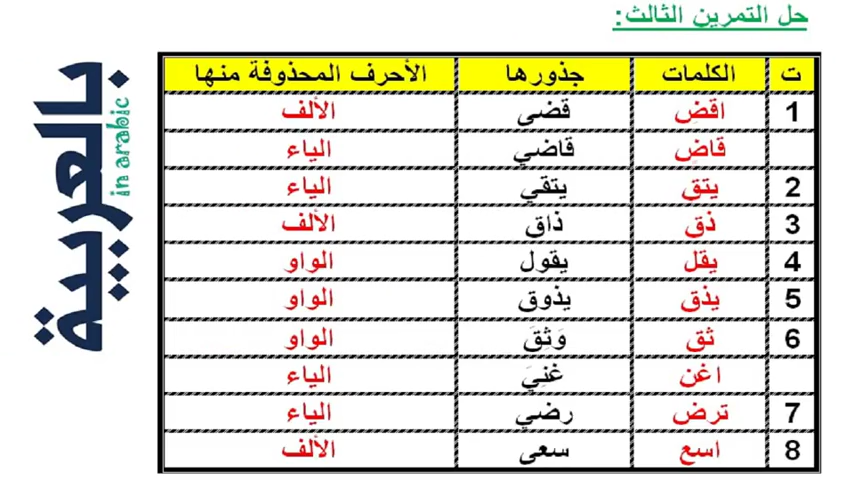 حل التمرين الثالث:
ت الكلمات جذورها الأحرف المحذوفة منها
1 اقضِ قضى الألف
قاض قاضي الياء
2 يتقِ يتقي الياء
3 ذق ذاق الألف
4 يقل يقول الواو
5 يذق يذوق الواو
6 ثق وَثقَ الواو
اغن غنِيَ الياء
7 ترض رضي الياء
8 اسع سعى الألف
بالعربية
in arabic